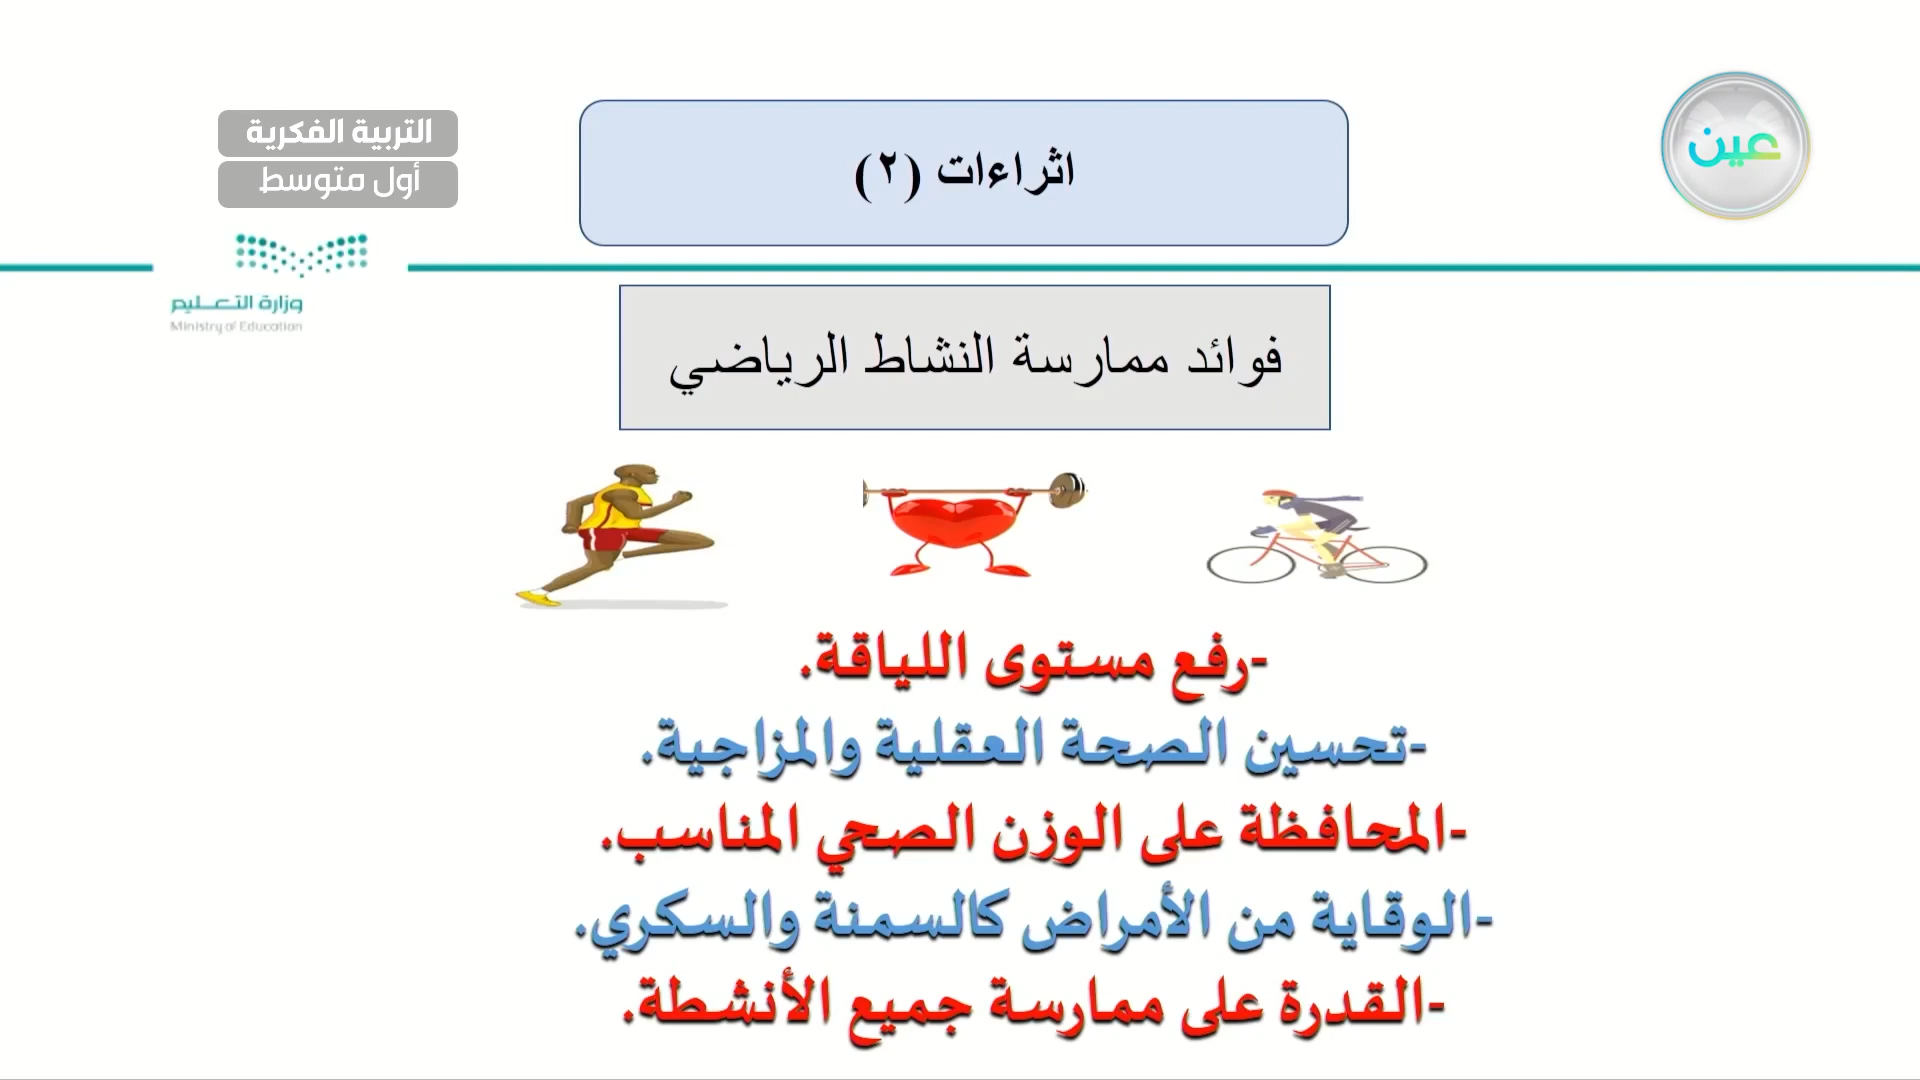 التربية الفكرية
أول متوسط
اثراءات (٢)
عين
وزارة التعليم
Ministry of Education
فوائد ممارسة النشاط الرياضي
-رفع مستوى اللياقة.
-تحسين الصحة العقلية والمزاجية.
-المحافظة على الوزن الصحي المناسب.
-الوقاية من الأمراض كالسمنة والسكري.
-القدرة على ممارسة جميع الأنشطة.